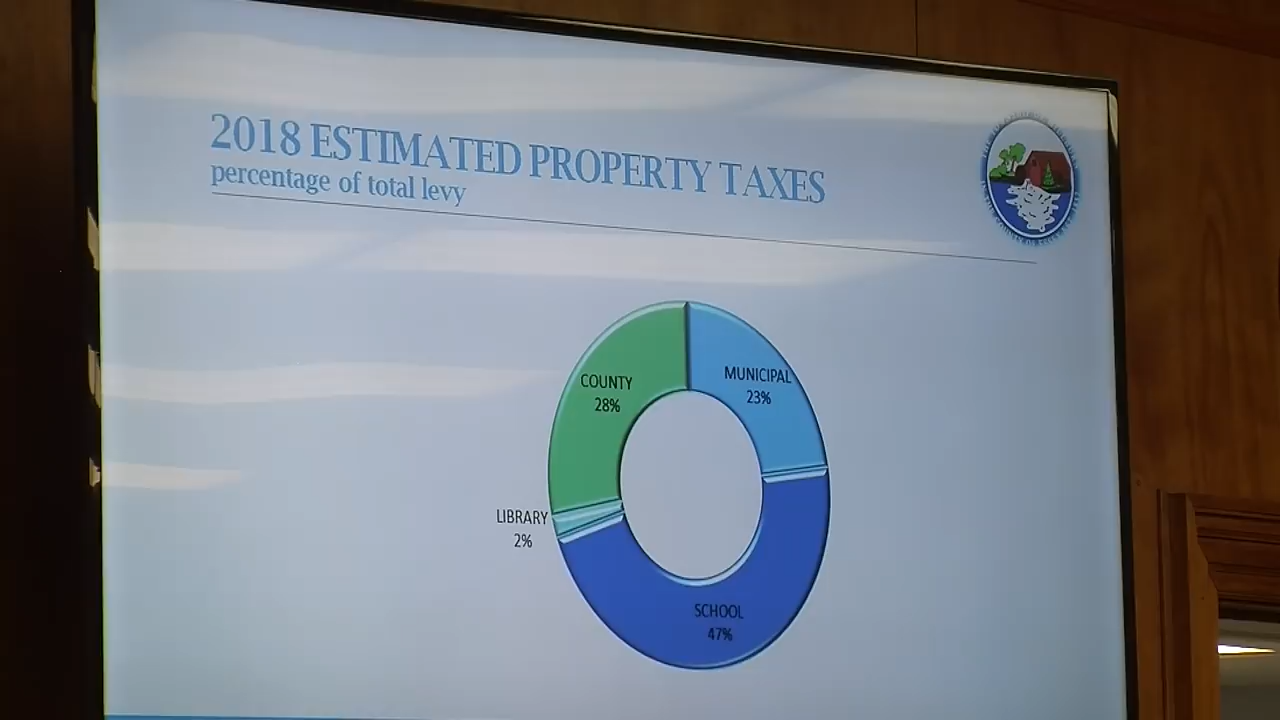 2018 ESTIMATED PROPERTY TAXES
percentage of total levy
COUNTY
28%
MUNICIPAL
23%
LIBRARY
2%
SCHOOL
47%